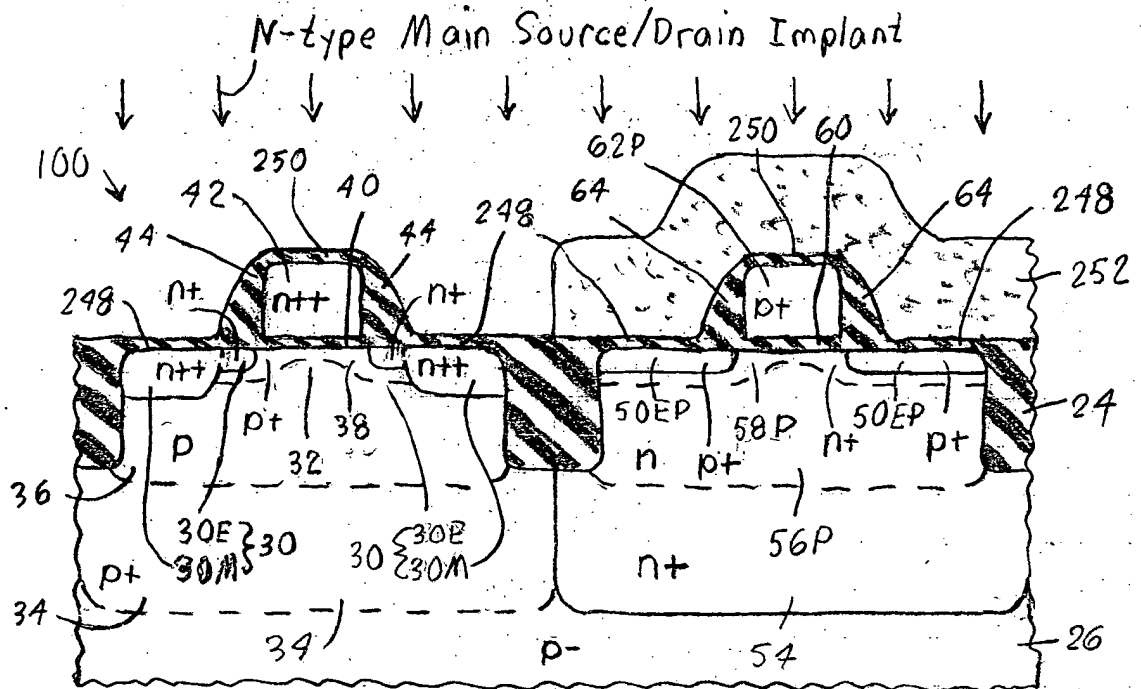 N-type Main Source/Drain Implant
100
250
62P
250
60
42
40
64
64
248
44
44
248
252
n+
n++
n+
p+
248
n++
n++
p+
38
50EP
58P
50EP
24
p
32
n
p+
n+
p+
36
30E
30M
}30
30{
30E
30M
56P
p+
n+
34
34
p-
54
26